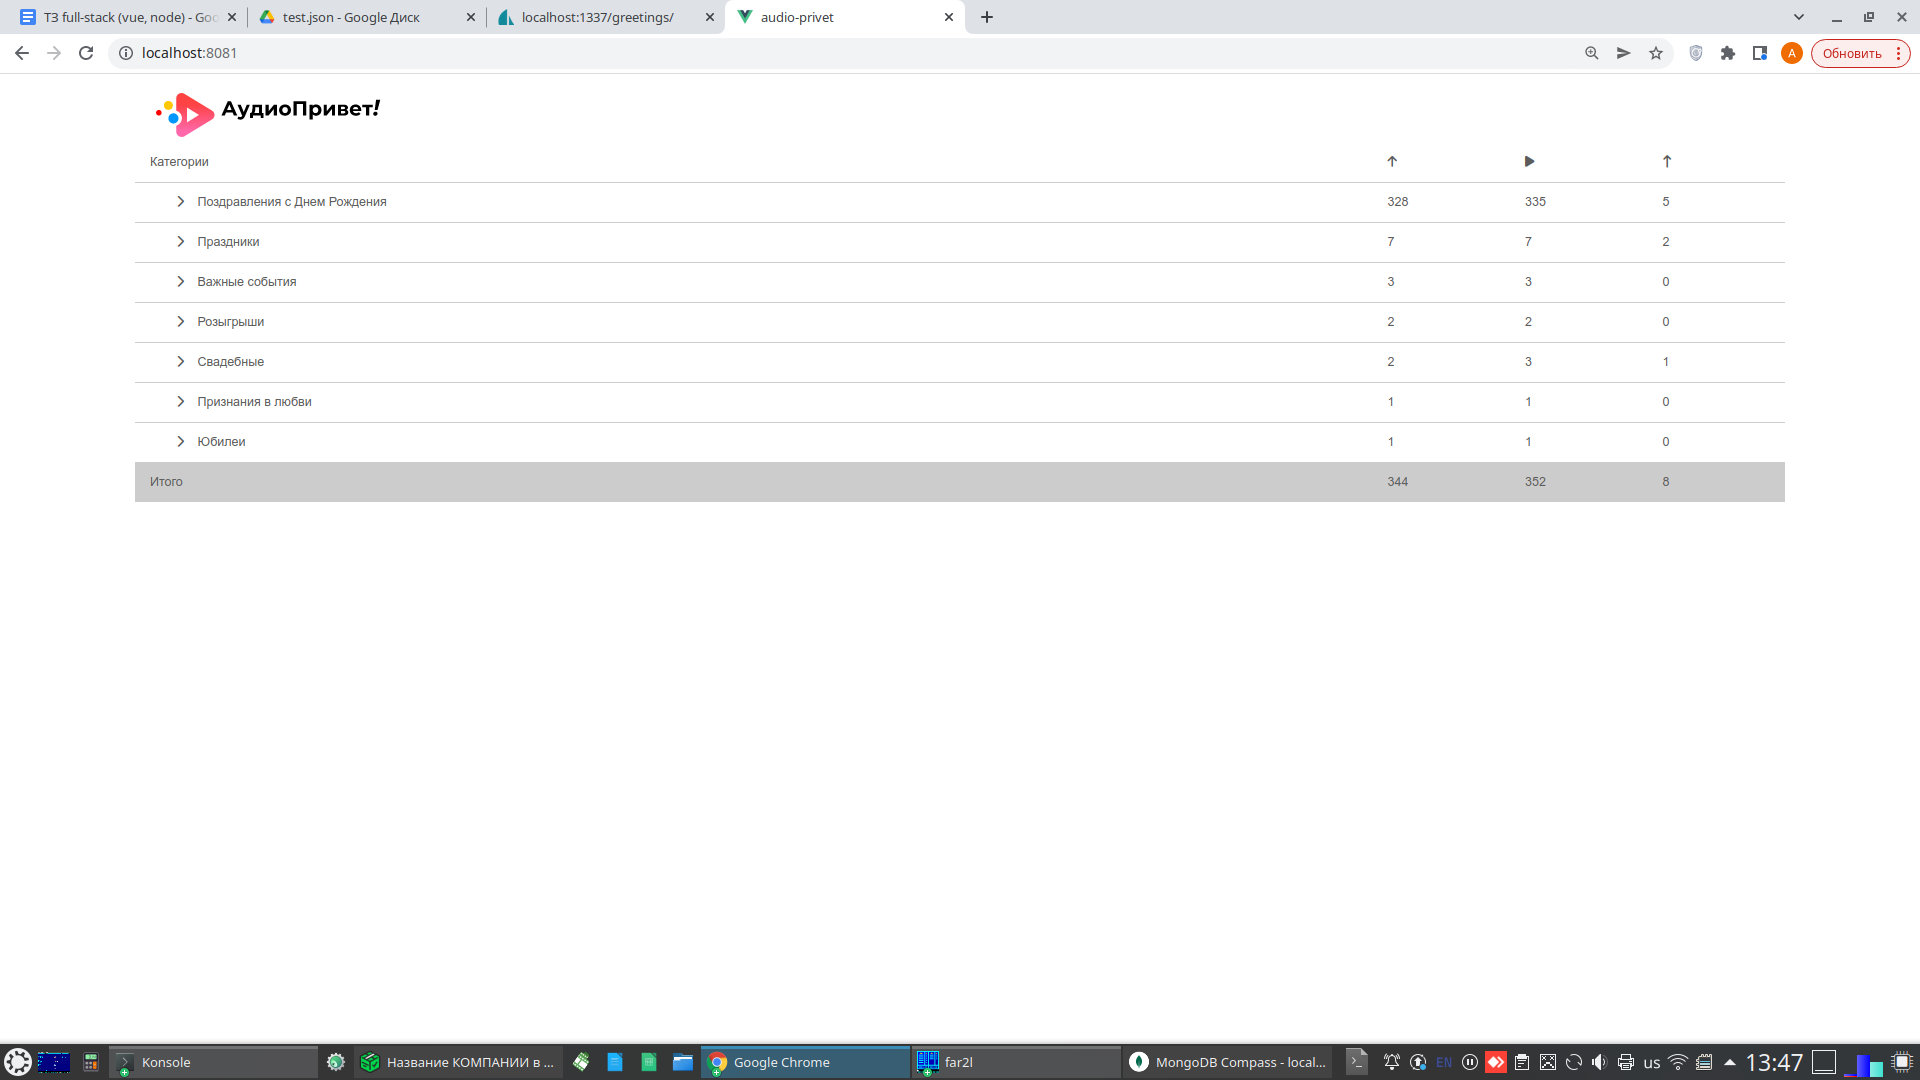 ТЗ full-stack (vue, node) - Goo
test.json - Google Диск
localhost:1337/greetings/
audio-privet
localhost:8081
A
Обновить
АудиоПривет!
Категории
Поздравления с Днем Рождения 328 335 5
Праздники 7 7 2
Важные события 3 3 0
Розыгрыши 2 2 0
Свадебные 2 3 1
Признания в любви 1 1 0
Юбилеи 1 1 0
Итого 344 352 8
Konsole
Название КОМПАНИИ в ...
Google Chrome
far2l
MongoDB Compass - local...
EN
us
13:47